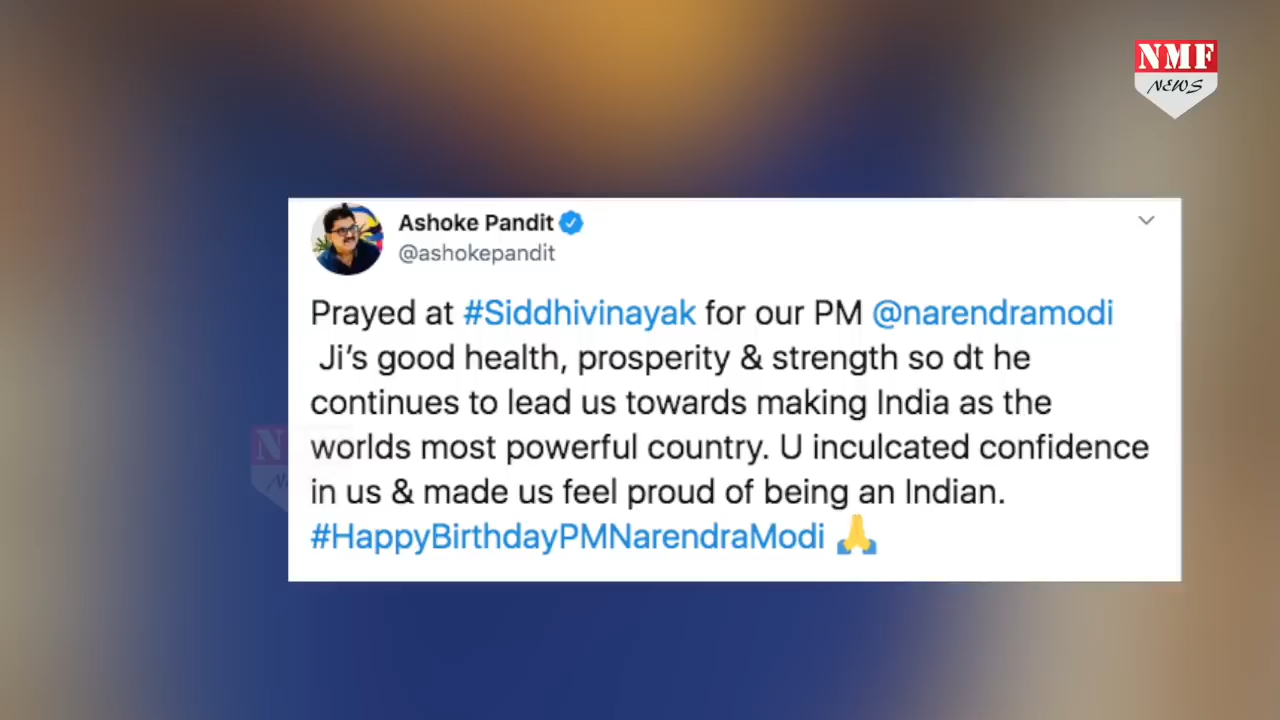 NMF
NEWS
Ashoke Pandit
@ashokepandit
Prayed at #Siddhivinayak for our PM @narendramodi
Ji’s good health, prosperity & strength so dt he
continues to lead us towards making India as the
worlds most powerful country. U inculcated confidence
in us & made us feel proud of being an Indian.
#HappyBirthdayPMNarendraModi 🙏